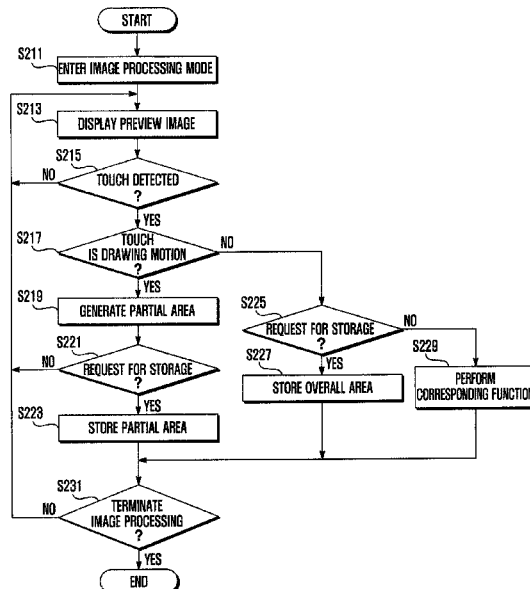 START
S211
ENTER IMAGE PROCESSING MODE
S213
DISPLAY PREVIEW IMAGE
S215
NO
TOUCH DETECTED
?
YES
S217
TOUCH
IS DRAWING MOTION
?
NO
YES
S219
GENERATE PARTIAL AREA
S225
REQUEST FOR STORAGE
?
NO
YES
S221
NO
REQUEST FOR STORAGE
?
YES
S227
STORE OVERALL AREA
S229
PERFORM
CORRESPONDING FUNCTION
S223
STORE PARTIAL AREA
S231
NO
TERMINATE
IMAGE PROCESSING
?
YES
END